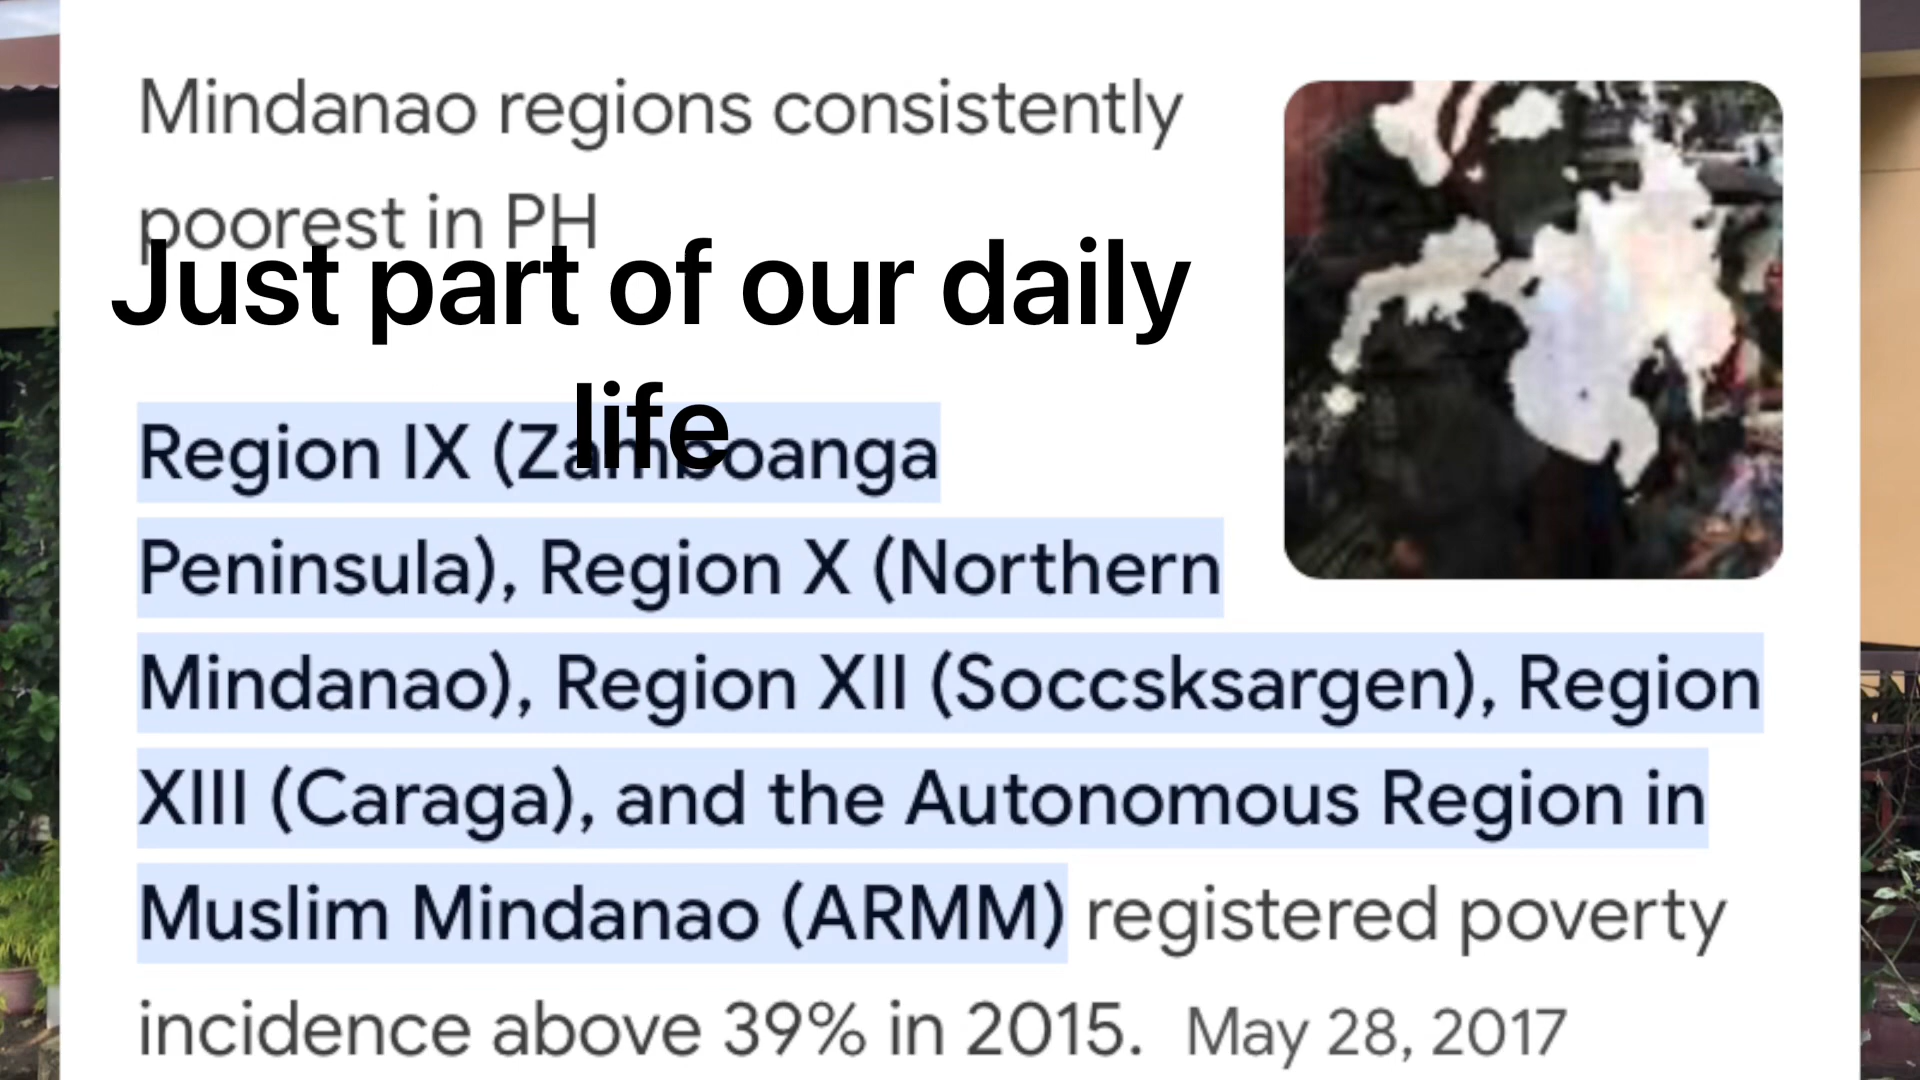 Mindanao regions consistently
poorest in PH
Just part of our daily
life
Region IX (Zamboanga
Peninsula), Region X (Northern
Mindanao), Region XII (Soccsksargen), Region
XIII (Caraga), and the Autonomous Region in
Muslim Mindanao (ARMM) registered poverty
incidence above 39% in 2015. May 28, 2017